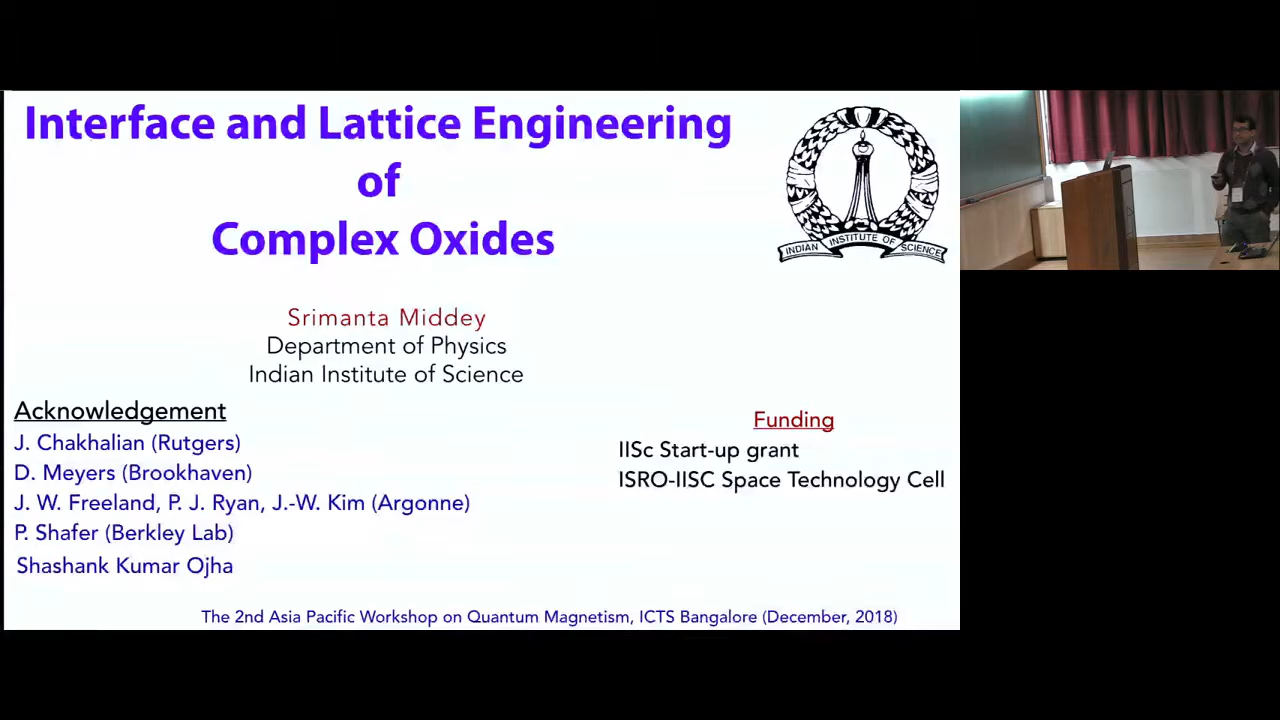 Interface and Lattice Engineering
of
Complex Oxides
INDIAN INSTITUTE OF SCIENCE
Srimanta Middey
Department of Physics
Indian Institute of Science
Acknowledgement
J. Chakhalian (Rutgers)
D. Meyers (Brookhaven)
J. W. Freeland, P. J. Ryan, J.-W. Kim (Argonne)
P. Shafer (Berkley Lab)
Shashank Kumar Ojha
Funding
IISc Start-up grant
ISRO-IISC Space Technology Cell
The 2nd Asia Pacific Workshop on Quantum Magnetism, ICTS Bangalore (December, 2018)